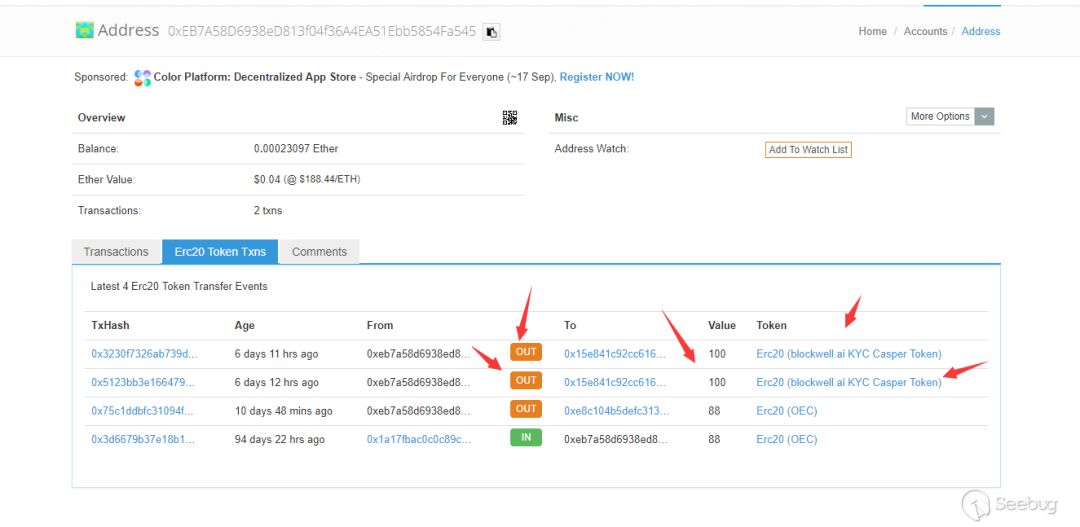 Address 0xEB7A58D6938eD813f04f36A4EA51Ebb5854Fa545
Home / Accounts / Address
Sponsored: Color Platform: Decentralized App Store - Special Airdrop For Everyone (~17 Sep), Register NOW!
Overview
Misc
More Options
Balance: 0.00023097 Ether
Address Watch: Add To Watch List
Ether Value: $0.04 (@ $188.44/ETH)
Transactions: 2 txns
Transactions Erc20 Token Txns Comments
Latest 4 Erc20 Token Transfer Events
TxHash Age From To Value Token
0x3230f7326ab739d... 6 days 11 hrs ago 0xeb7a58d6938ed8... OUT 0x15e841c92cc616... 100 Erc20 (blockwell.ai KYC Casper Token)
0x5123bb3e166479... 6 days 12 hrs ago 0xeb7a58d6938ed8... OUT 0x15e841c92cc616... 100 Erc20 (blockwell.ai KYC Casper Token)
0x75c1ddbfc31094f... 10 days 48 mins ago 0xeb7a58d6938ed8... OUT 0xe8c104b5defc313... 88 Erc20 (OEC)
0x3d6679b37e18b1... 94 days 22 hrs ago 0x1a17fbac0c0c89c... IN 0xeb7a58d6938ed8... 88 Erc20 (OEC)
Seebug